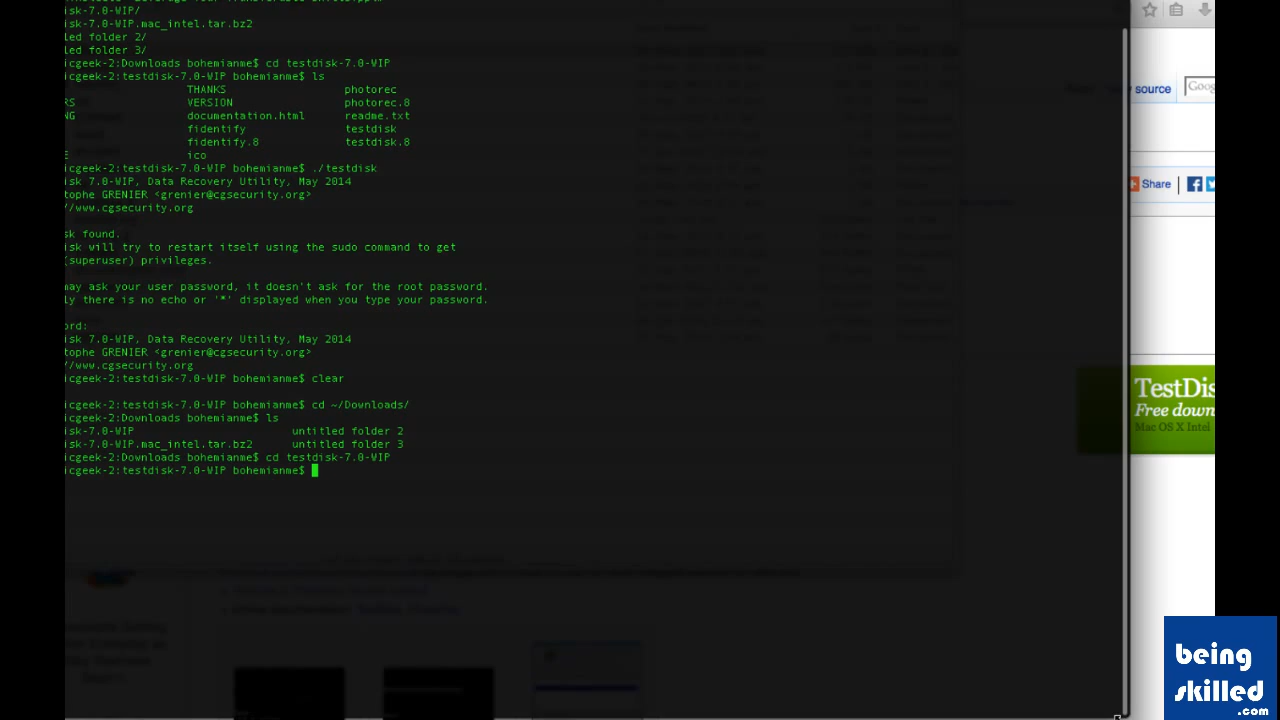 isk-7.0-WIP/
isk-7.0-WIP.mac_intel.tar.bz2
led folder 2/
led folder 3/
icgeek-2:Downloads bohemianme$ cd testdisk-7.0-WIP
icgeek-2:testdisk-7.0-WIP bohemianme$ ls
THANKS photorec
RS VERSION photorec.8
NG documentation.html readme.txt
fidentify testdisk
fidentify.8 testdisk.8
E ico
icgeek-2:testdisk-7.0-WIP bohemianme$ ./testdisk
isk 7.0-WIP, Data Recovery Utility, May 2014
tophe GRENIER <grenier@cgsecurity.org>
//www.cgsecurity.org
sk found.
isk will try to restart itself using the sudo command to get
(superuser) privileges.
may ask your user password, it doesn't ask for the root password.
ly there is no echo or '*' displayed when you type your password.
ord:
isk 7.0-WIP, Data Recovery Utility, May 2014
tophe GRENIER <grenier@cgsecurity.org>
//www.cgsecurity.org
icgeek-2:testdisk-7.0-WIP bohemianme$ clear
icgeek-2:testdisk-7.0-WIP bohemianme$ cd ~/Downloads/
icgeek-2:Downloads bohemianme$ ls
isk-7.0-WIP untitled folder 2
isk-7.0-WIP.mac_intel.tar.bz2 untitled folder 3
icgeek-2:Downloads bohemianme$ cd testdisk-7.0-WIP
icgeek-2:testdisk-7.0-WIP bohemianme$
source
Goo
Share
TestDis
Free down
Mac OS X Intel
being
skilled
.com